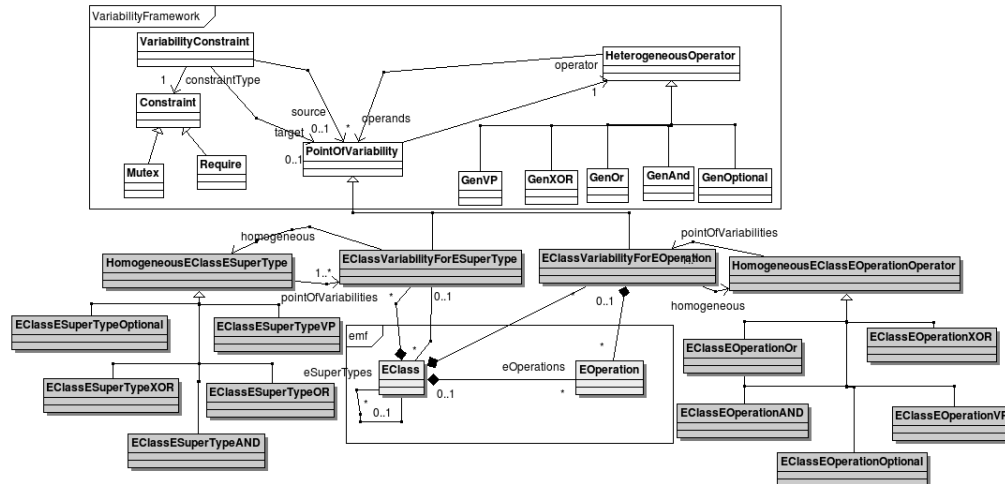 VariabilityFramework
VariabilityConstraint
HeterogeneousOperator
operator
1
constraintType
1
Constraint
source
0..1
*
operands
target
0..1
PointOfVariability
Mutex
Require
GenVP
GenXOR
GenOr
GenAnd
GenOptional
homogeneous
pointOfVariabilities
HomogeneousEClassESuperType
EClassVariabilityForESuperType
EClassVariabilityForEOperation
HomogeneousEClassEOperationOperator
1..*
pointOfVariabilities
*
0..1
0..1
homogeneous
EClassESuperTypeOptional
EClassESuperTypeVP
emf
EClassEOperationOr
EClassEOperationXOR
*
*
eSuperTypes
EClass
eOperations
EOperation
0..1
*
*
0..1
EClassESuperTypeXOR
EClassESuperTypeOR
EClassEOperationAND
EClassEOperationVP
EClassESuperTypeAND
EClassEOperationOptional